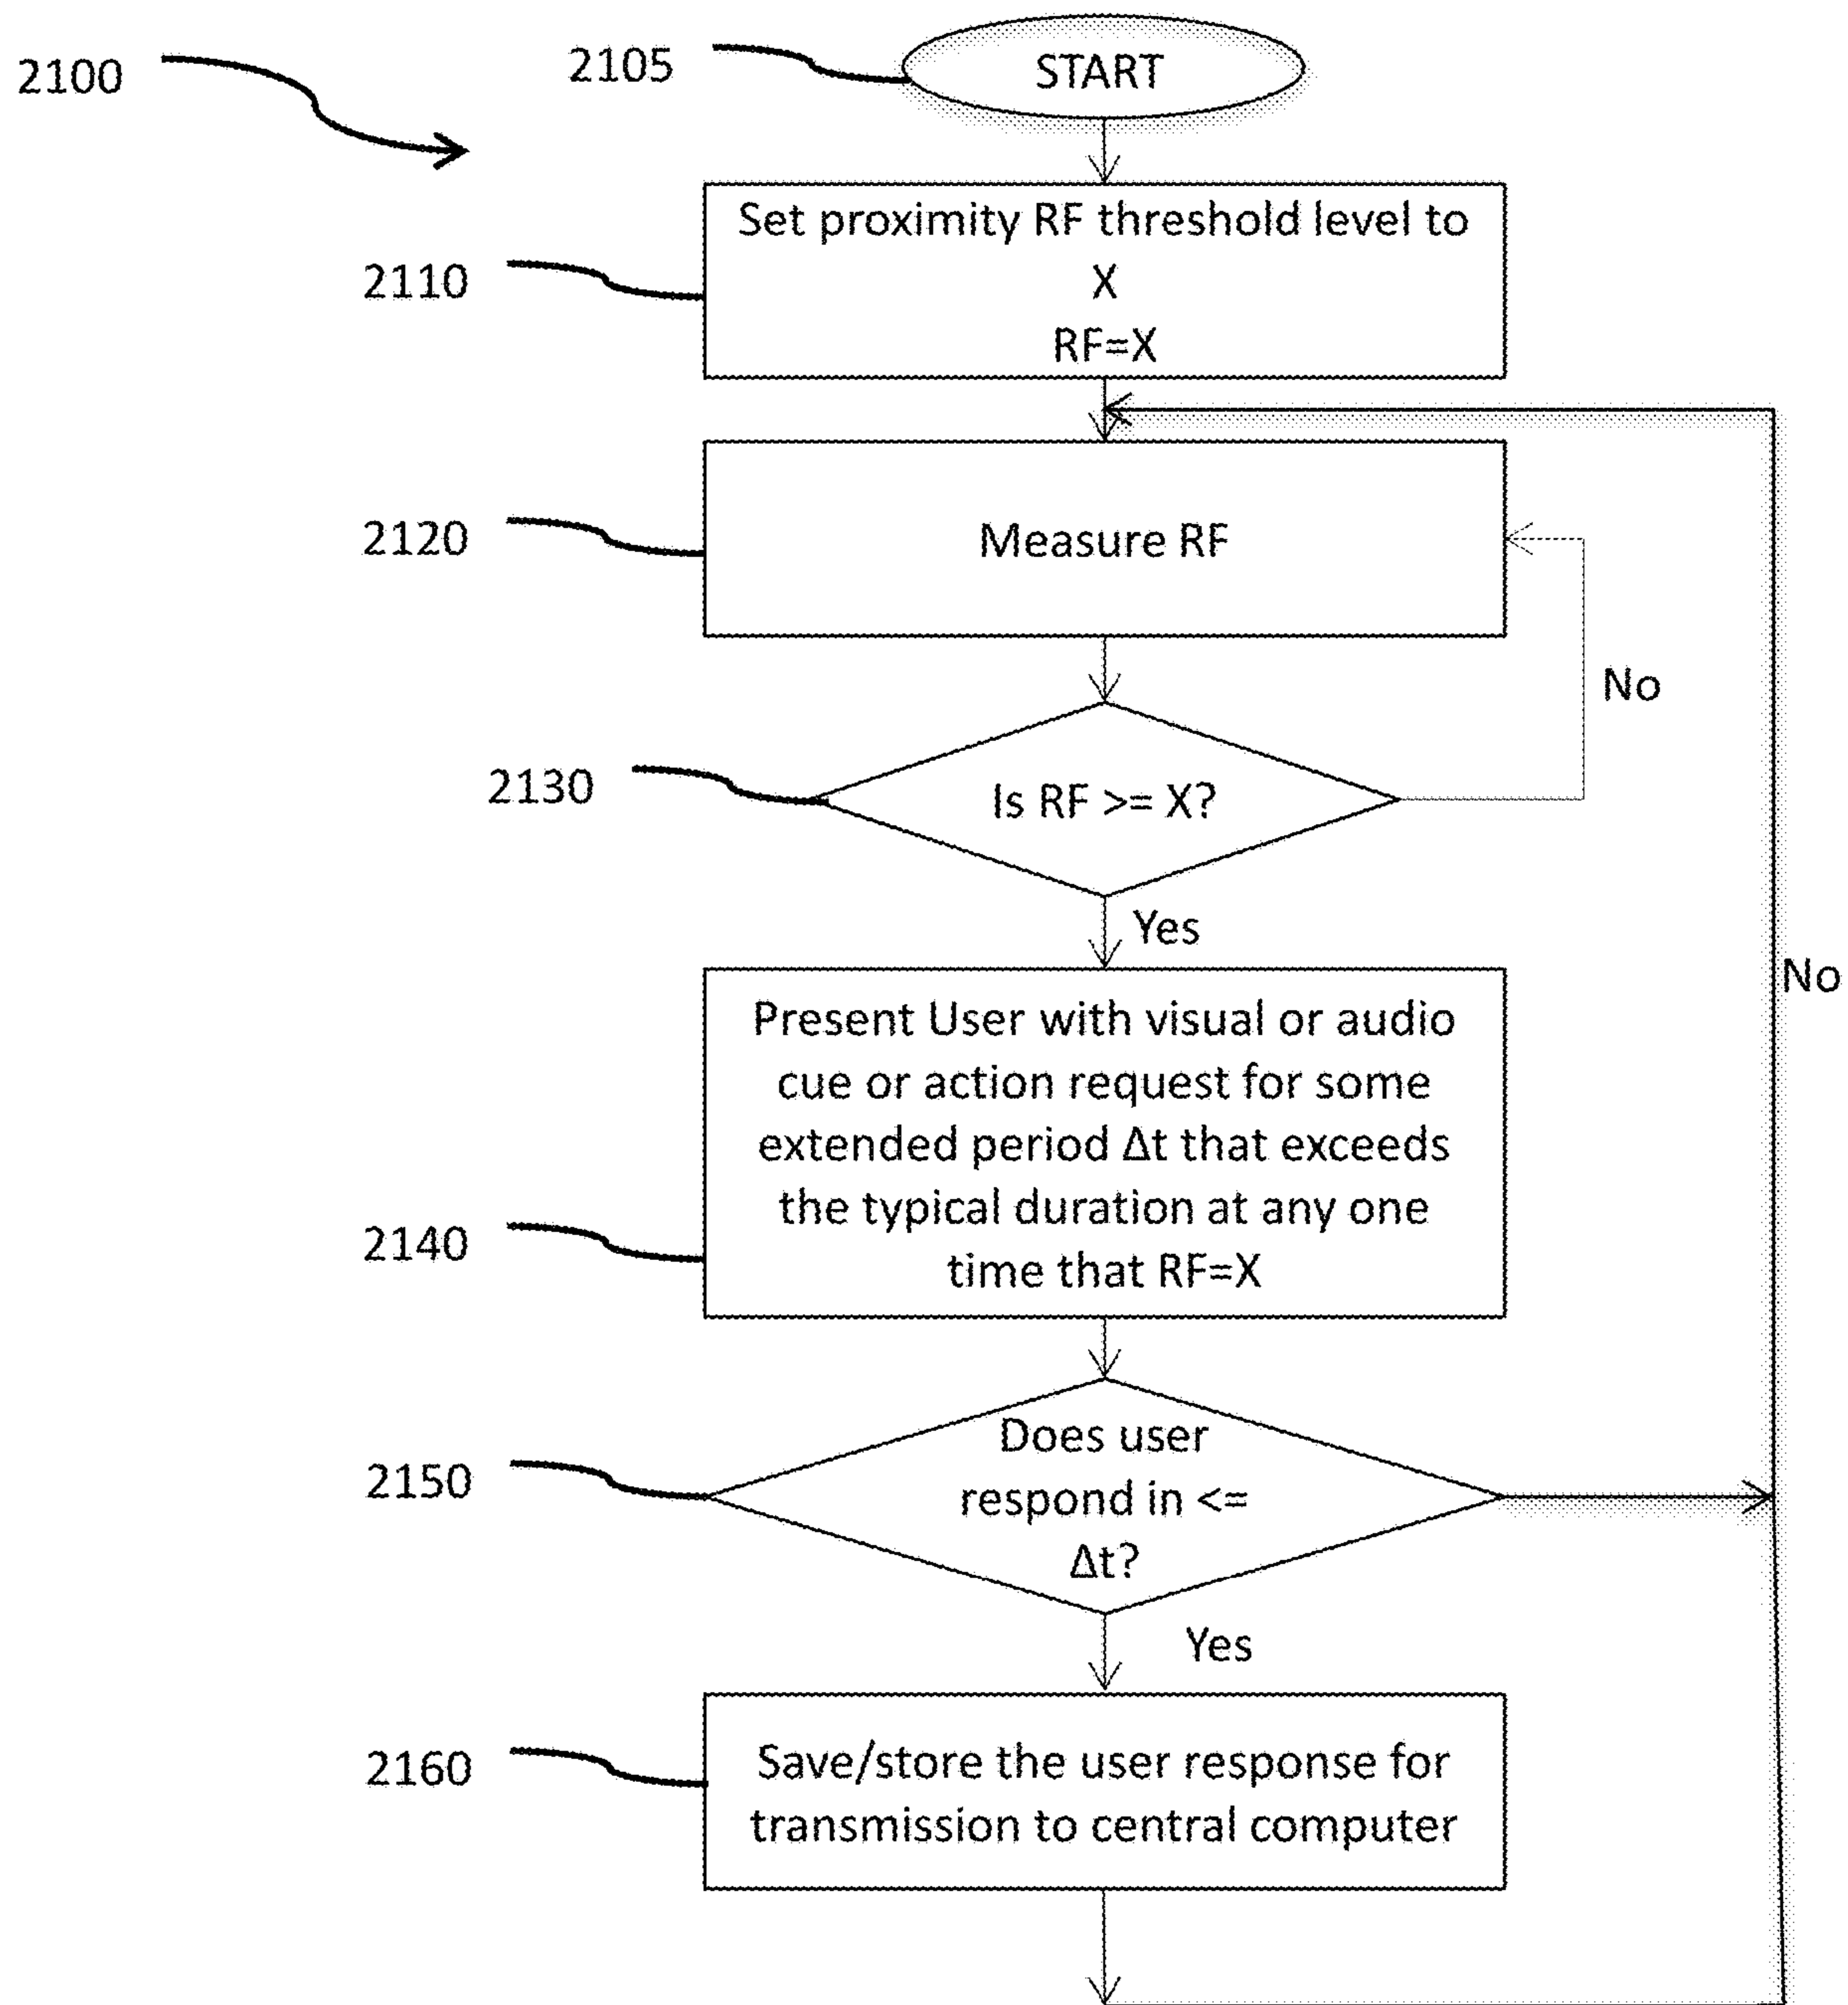 2100
2105
START
2110
Set proximity RF threshold level to
X
RF=X
2120
Measure RF
No
2130
Is RF >= X?
Yes
No
2140
Present User with visual or audio
cue or action request for some
extended period Δt that exceeds
the typical duration at any one
time that RF=X
2150
Does user
respond in <=
Δt?
Yes
2160
Save/store the user response for
transmission to central computer